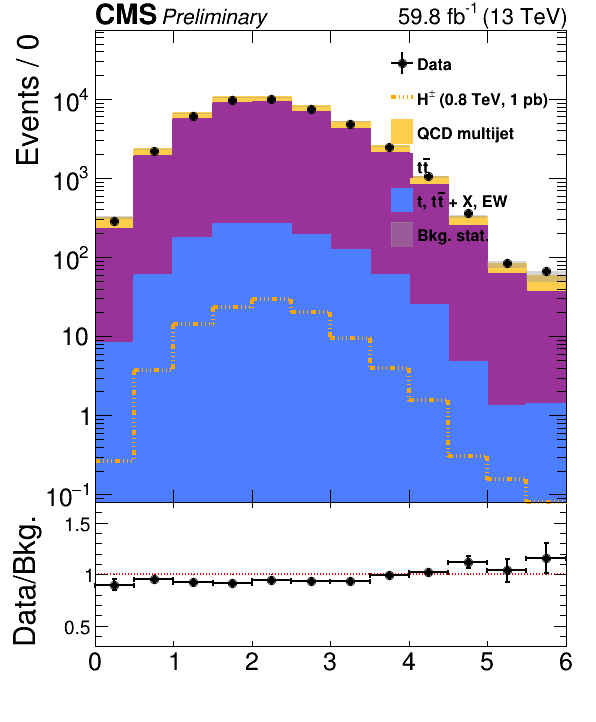 CMS Preliminary 59.8 fb⁻¹ (13 TeV)
Events / 0
10⁴
10³
10²
10
1
10⁻¹
Data
H± (0.8 TeV, 1 pb)
QCD multijet
tt̅
t, tt̅ + X, EW
Bkg. stat.
Data/Bkg.
1.5
1
0.5
0 1 2 3 4 5 6